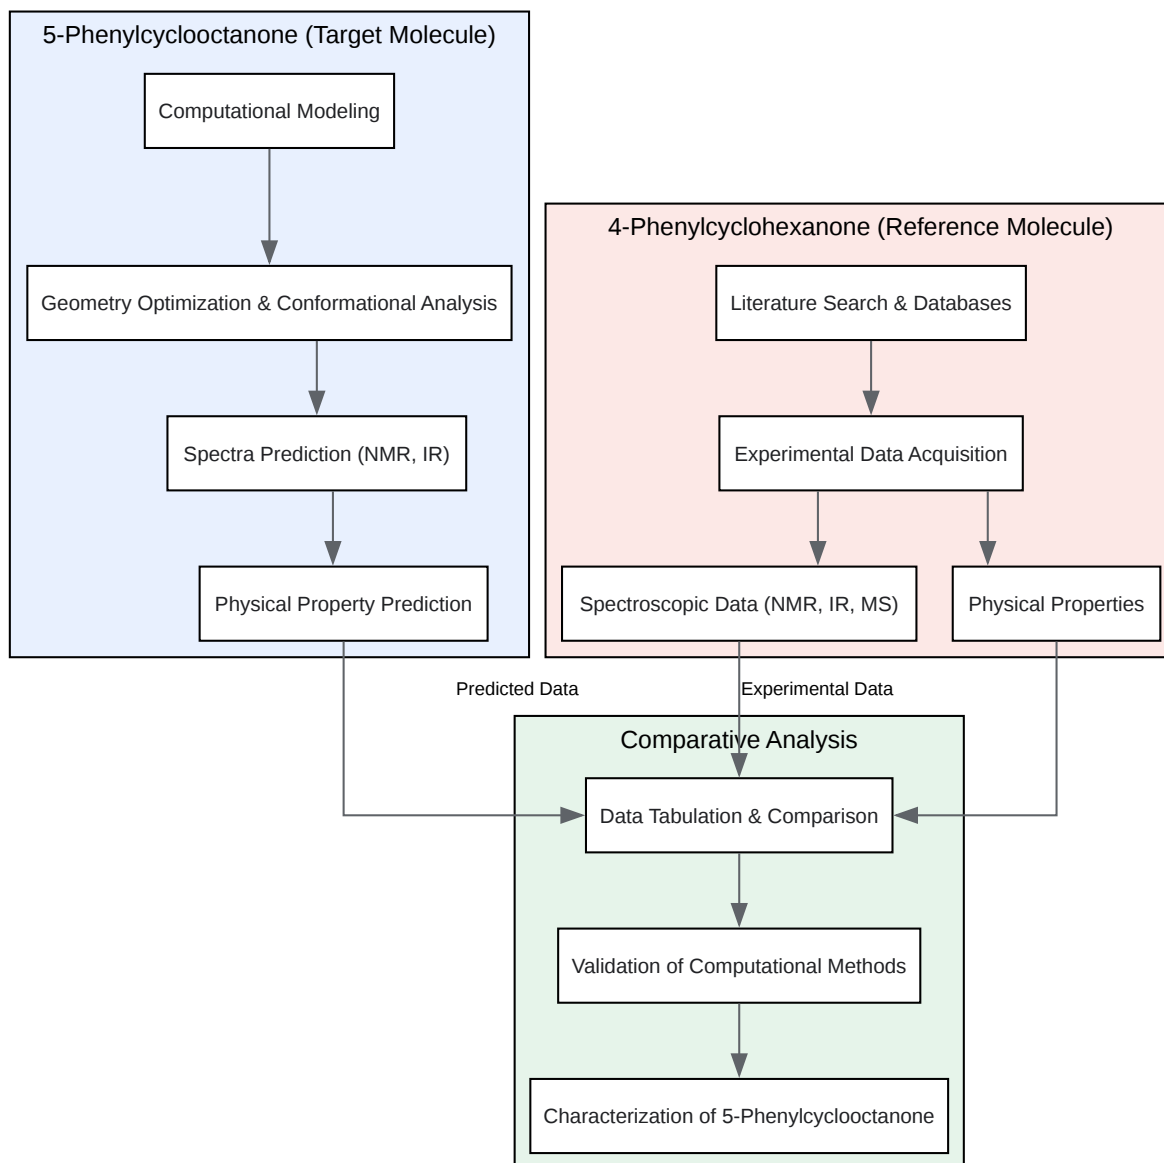 5-Phenylcyclooctanone (Target Molecule)
Computational Modeling
Geometry Optimization & Conformational Analysis
Spectra Prediction (NMR, IR)
Physical Property Prediction
4-Phenylcyclohexanone (Reference Molecule)
Literature Search & Databases
Experimental Data Acquisition
Spectroscopic Data (NMR, IR, MS)
Physical Properties
Predicted Data
Experimental Data
Comparative Analysis
Data Tabulation & Comparison
Validation of Computational Methods
Characterization of 5-Phenylcyclooctanone